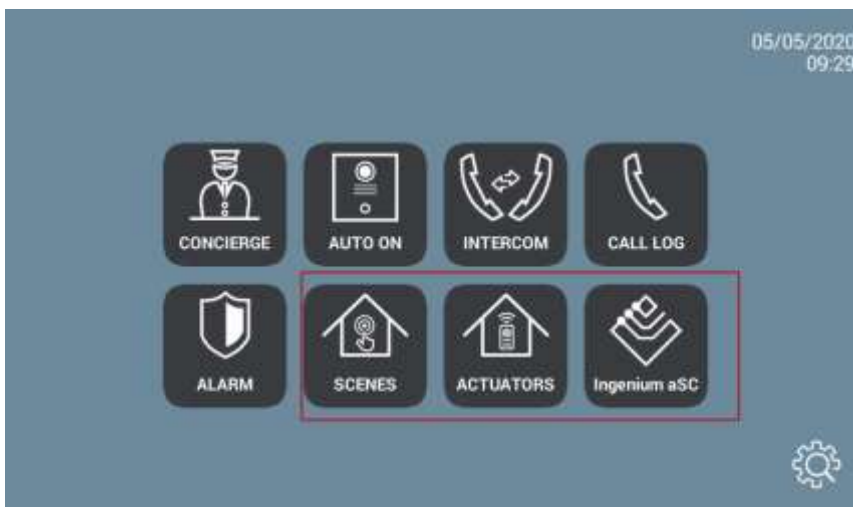 05/05/2020
09:29
CONCIERGE
AUTO ON
INTERCOM
CALL LOG
ALARM
SCENES
ACTUATORS
Ingenium aSC